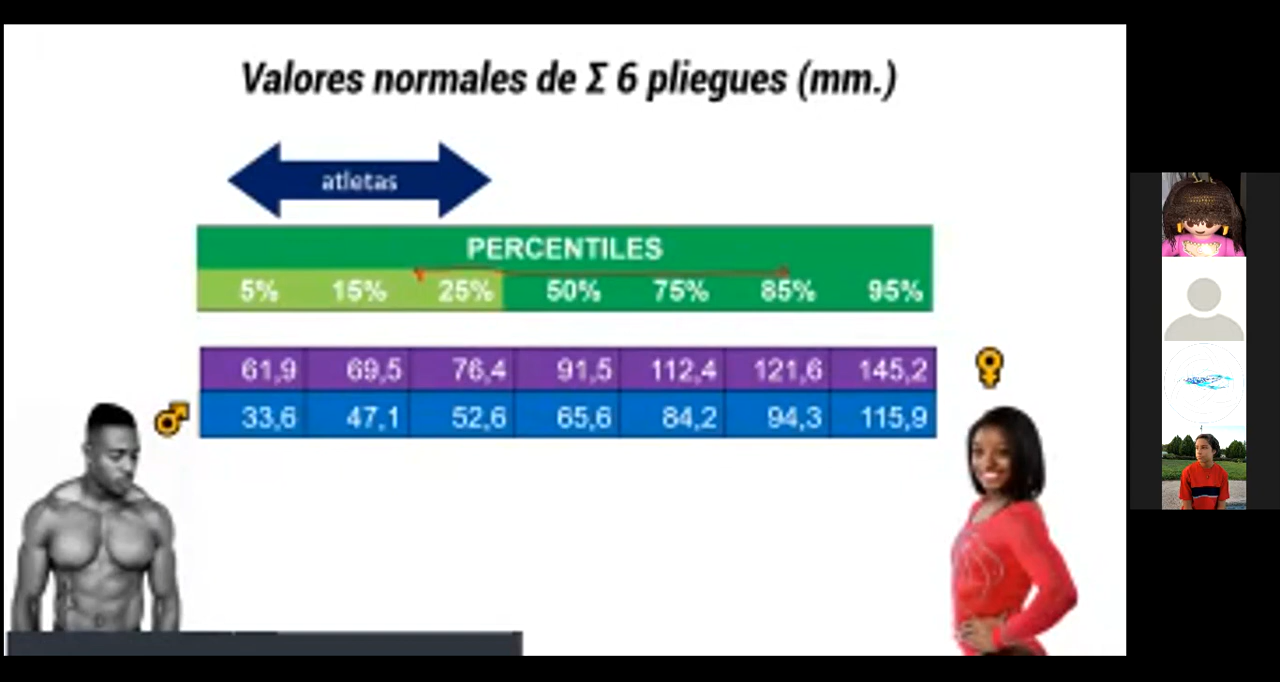 Valores normales de Σ 6 pliegues (mm.)
atletas
PERCENTILES
5% 15% 25% 50% 75% 85% 95%
61,9 69,5 76,4 91,5 112,4 121,6 145,2
33,6 47,1 52,6 65,6 84,2 94,3 115,9